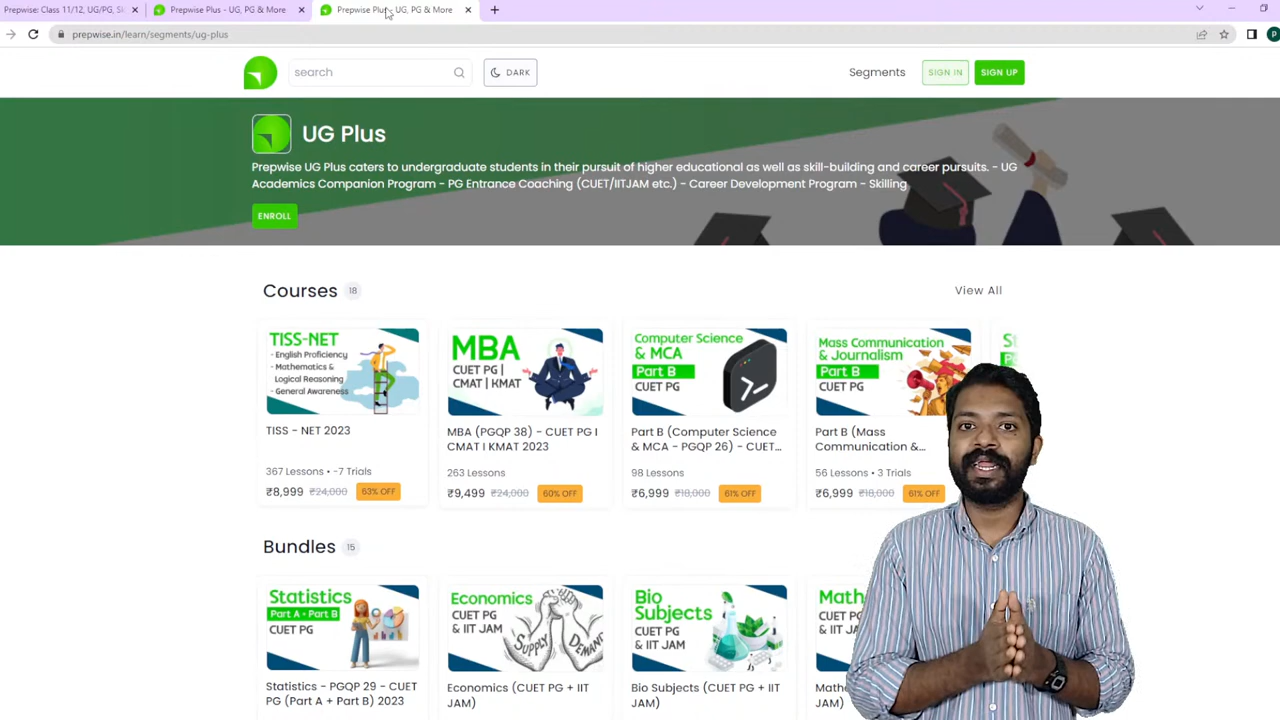 Prepwise: Class 11/12, UG/PG, Sk
Prepwise Plus - UG, PG & More
Prepwise Plus - UG, PG & More
prepwise.in/learn/segments/ug-plus
P
search
DARK
Segments
SIGN IN
SIGN UP
UG Plus
Prepwise UG Plus caters to undergraduate students in their pursuit of higher educational as well as skill-building and career pursuits. - UG
Academics Companion Program - PG Entrance Coaching (CUET/IITJAM etc.) - Career Development Program - Skilling
ENROLL
Courses 18
View All
TISS-NET
- English Proficiency
- Mathematics &
Logical Reasoning
- General Awareness
TISS - NET 2023
367 Lessons • -7 Trials
₹8,999 ₹24,000 63% OFF
MBA
CUET PG |
CMAT | KMAT
MBA (PGQP 38) - CUET PG I
CMAT I KMAT 2023
263 Lessons
₹9,499 ₹24,000 60% OFF
Computer Science
& MCA
Part B
CUET PG
Part B (Computer Science
& MCA - PGQP 26) - CUET...
98 Lessons
₹6,999 ₹18,000 61% OFF
Mass Communication
& Journalism
Part B
CUET PG
Part B (Mass
Communication &...
56 Lessons • 3 Trials
₹6,999 ₹18,000 61% OFF
Bundles 15
Statistics
Part A + Part B
CUET PG
Statistics - PGQP 29 - CUET
PG (Part A + Part B) 2023
Economics
CUET PG
& IIT JAM
SUPPLY
DEMAND
Economics (CUET PG + IIT
JAM)
Bio
Subjects
CUET PG
& IIT JAM
Bio Subjects (CUET PG + IIT
JAM)
Math
CUET PG
& IIT JAM
JAM)